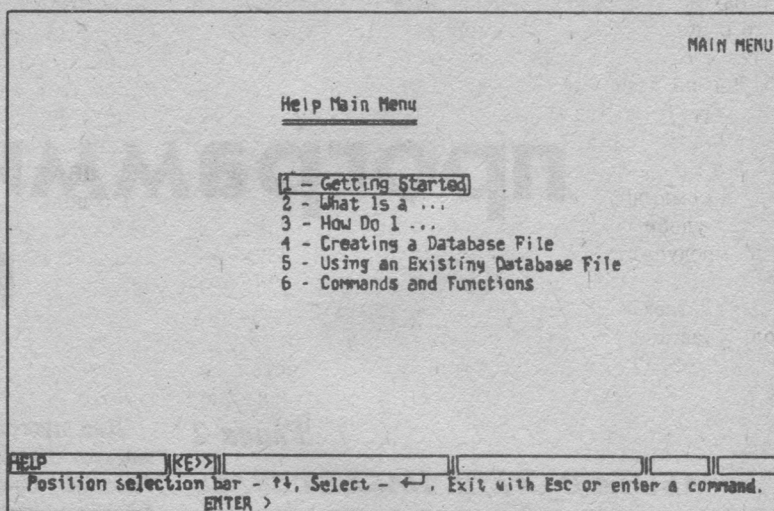 MAIN MENU
Help Main Menu
1 - Getting Started
2 - What Is a ...
3 - How Do I ...
4 - Creating a Database File
5 - Using an Existing Database File
6 - Commands and Functions
HELP <E>>
Position selection bar - ↑↓, Select - ↵, Exit with Esc or enter a command.
ENTER >